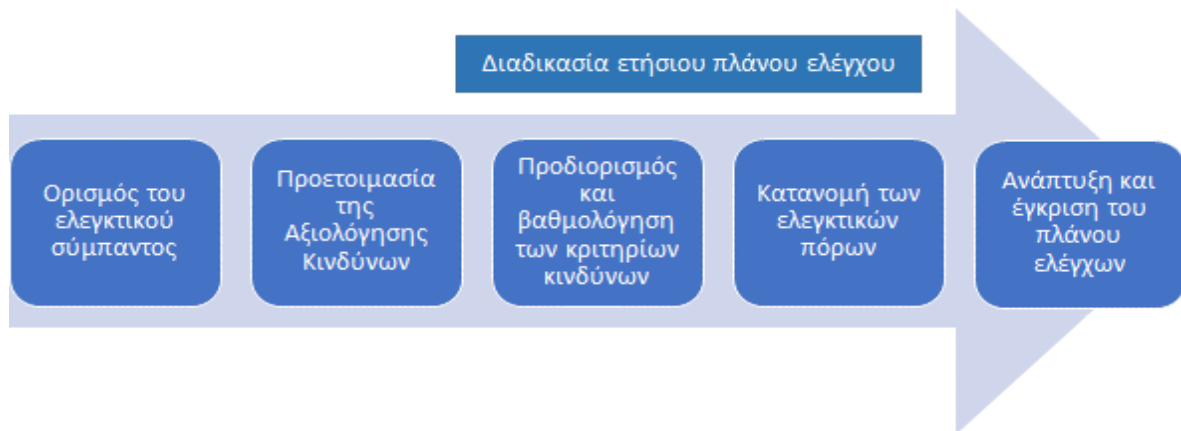 Διαδικασία ετήσιου πλάνου ελέγχου
Ορισμός του
ελεγκτικού
σύμπαντος
Προετοιμασία
της
Αξιολόγησης
Κινδύνων
Προδιορισμός
και
βαθμολόγηση
των κριτηρίων
κινδύνων
Κατανομή των
ελεγκτικών
πόρων
Ανάπτυξη και
έγκριση του
πλάνου
ελέγχων